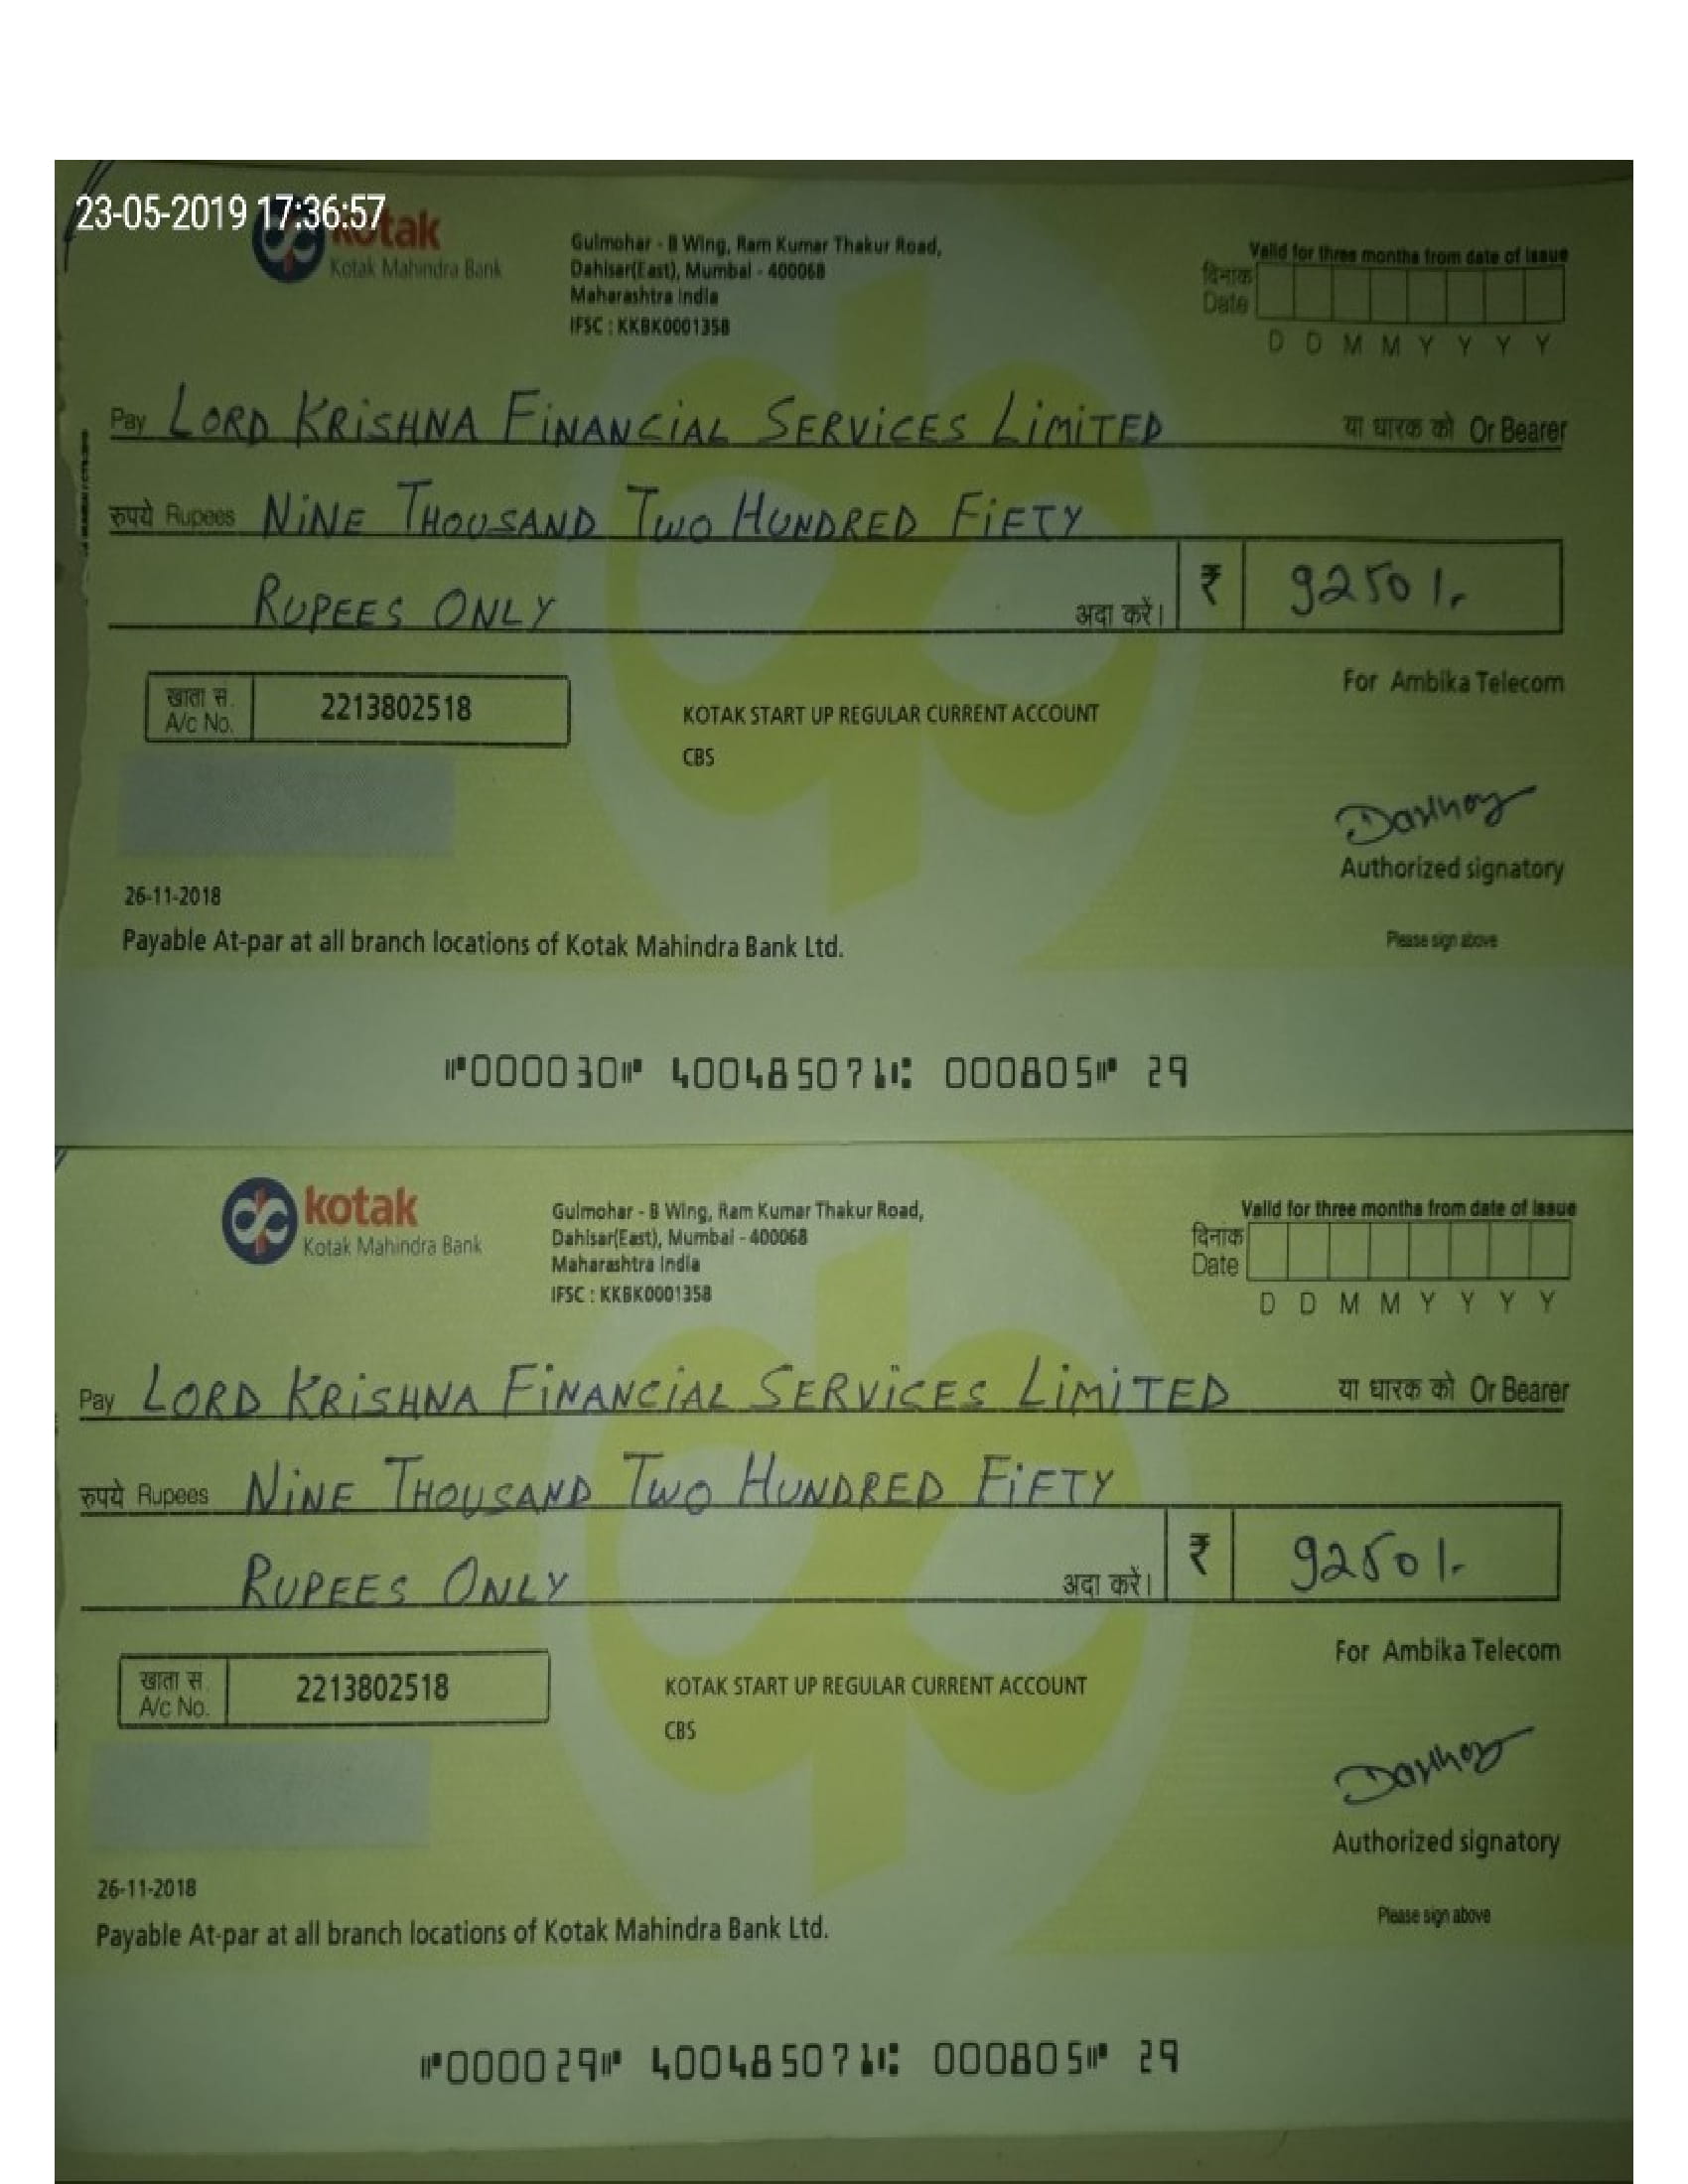 23-05-2019 17:36:57
kotak
Kotak Mahindra Bank
Gulmohar - B Wing, Ram Kumar Thakur Road,
Dahisar(East), Mumbai - 400068
Maharashtra India
IFSC : KKBK0001358
Valid for three months from date of issue
दिनांक
Date
D D M M Y Y Y Y
Pay LORD KRiSHNA FiNANCiAL SERViCES LiMiTED या धारक को Or Bearer
रुपये Rupees NiNE THOUSAND TWO HUNDRED FiFTY
RUPEES ONLY अदा करें। ₹ 9250/-
खाता सं.
A/c No. 2213802518
KOTAK START UP REGULAR CURRENT ACCOUNT
CBS
For Ambika Telecom
Authorized signatory
Please sign above
26-11-2018
Payable At-par at all branch locations of Kotak Mahindra Bank Ltd.
⑈000030⑈ 400485071⑆ 000805⑈ 29
kotak
Kotak Mahindra Bank
Gulmohar - B Wing, Ram Kumar Thakur Road,
Dahisar(East), Mumbai - 400068
Maharashtra India
IFSC : KKBK0001358
Valid for three months from date of issue
दिनांक
Date
D D M M Y Y Y Y
Pay LORD KRiSHNA FiNANCiAL SERViCES LiMiTED या धारक को Or Bearer
रुपये Rupees NiNE THOUSAND TWO HUNDRED FiFTY
RUPEES ONLY अदा करें। ₹ 9250/-
खाता सं.
A/c No. 2213802518
KOTAK START UP REGULAR CURRENT ACCOUNT
CBS
For Ambika Telecom
Authorized signatory
Please sign above
26-11-2018
Payable At-par at all branch locations of Kotak Mahindra Bank Ltd.
⑈000029⑈ 400485071⑆ 000805⑈ 29